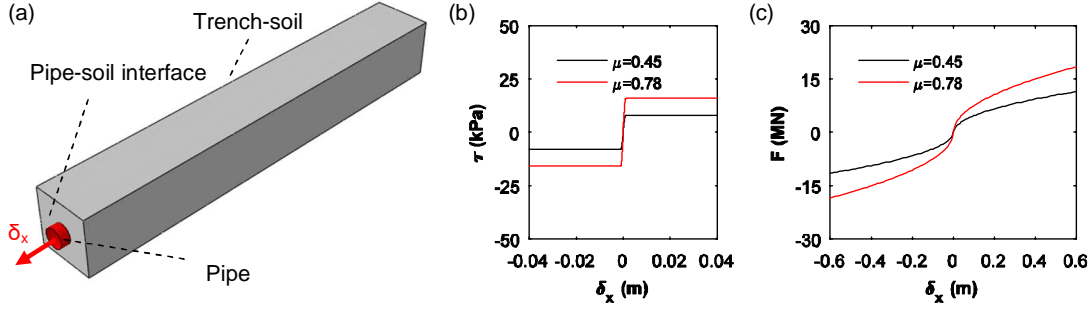 (a)
Trench-soil
Pipe-soil interface
δx
Pipe
(b)
50
25
0
-25
-50
τ (kPa)
μ=0.45
μ=0.78
-0.04 -0.02 0 0.02 0.04
δx (m)
(c)
30
15
0
-15
-30
F (MN)
μ=0.45
μ=0.78
-0.6 -0.4 -0.2 0 0.2 0.4 0.6
δx (m)